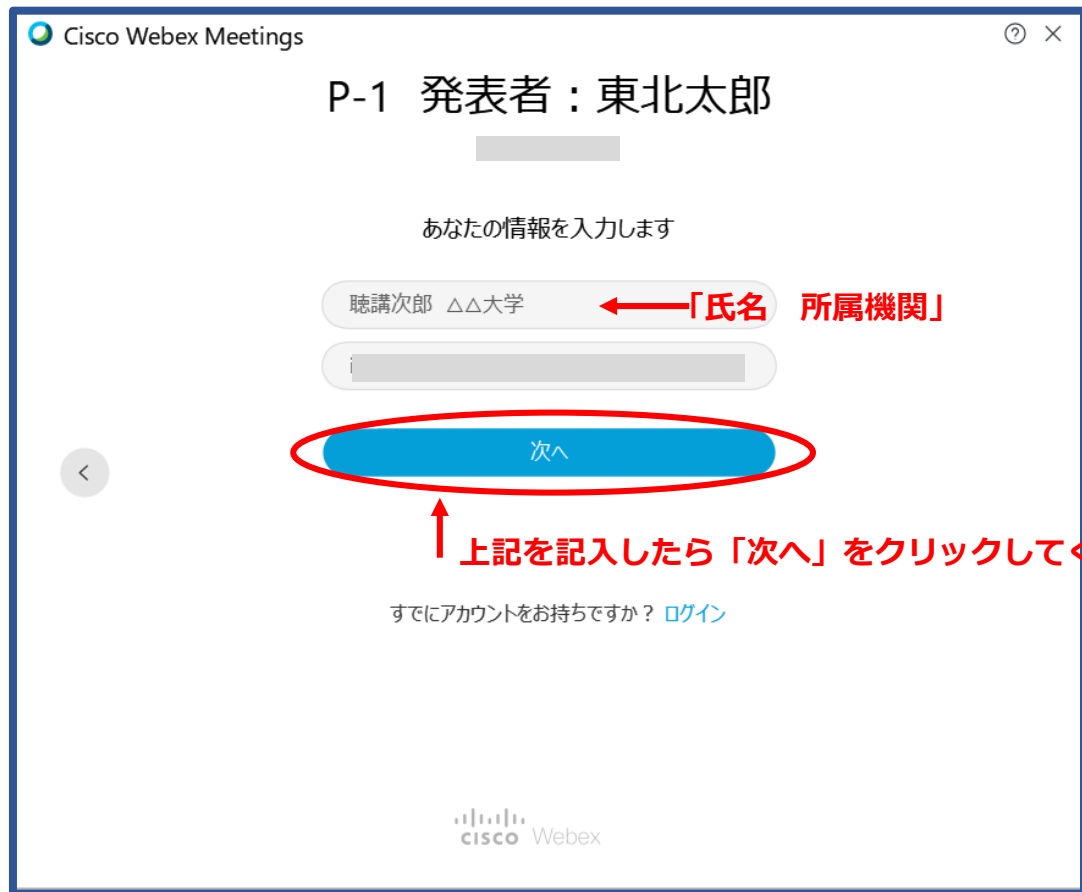 Cisco Webex Meetings
P-1 発表者：東北太郎
あなたの情報を入力します
聴講次郎 △△大学
「氏名　所属機関」
i
次へ
上記を記入したら「次へ」をクリックしてく
すでにアカウントをお持ちですか？ ログイン
cisco Webex